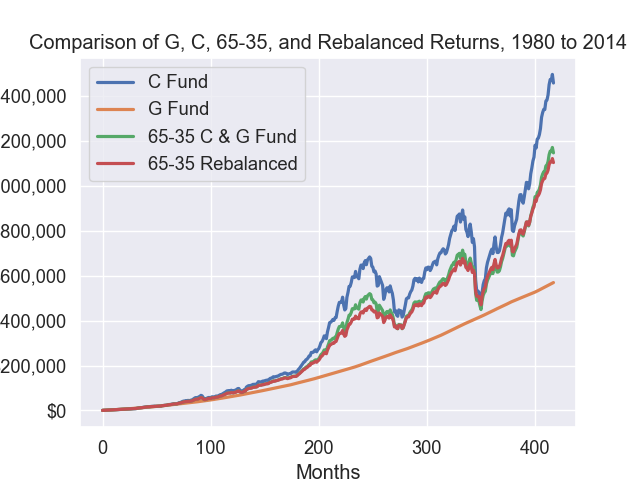 Comparison of G, C, 65-35, and Rebalanced Returns, 1980 to 2014
C Fund
G Fund
65-35 C & G Fund
65-35 Rebalanced
400,000
200,000
000,000
800,000
600,000
400,000
200,000
$0
0 100 200 300 400
Months